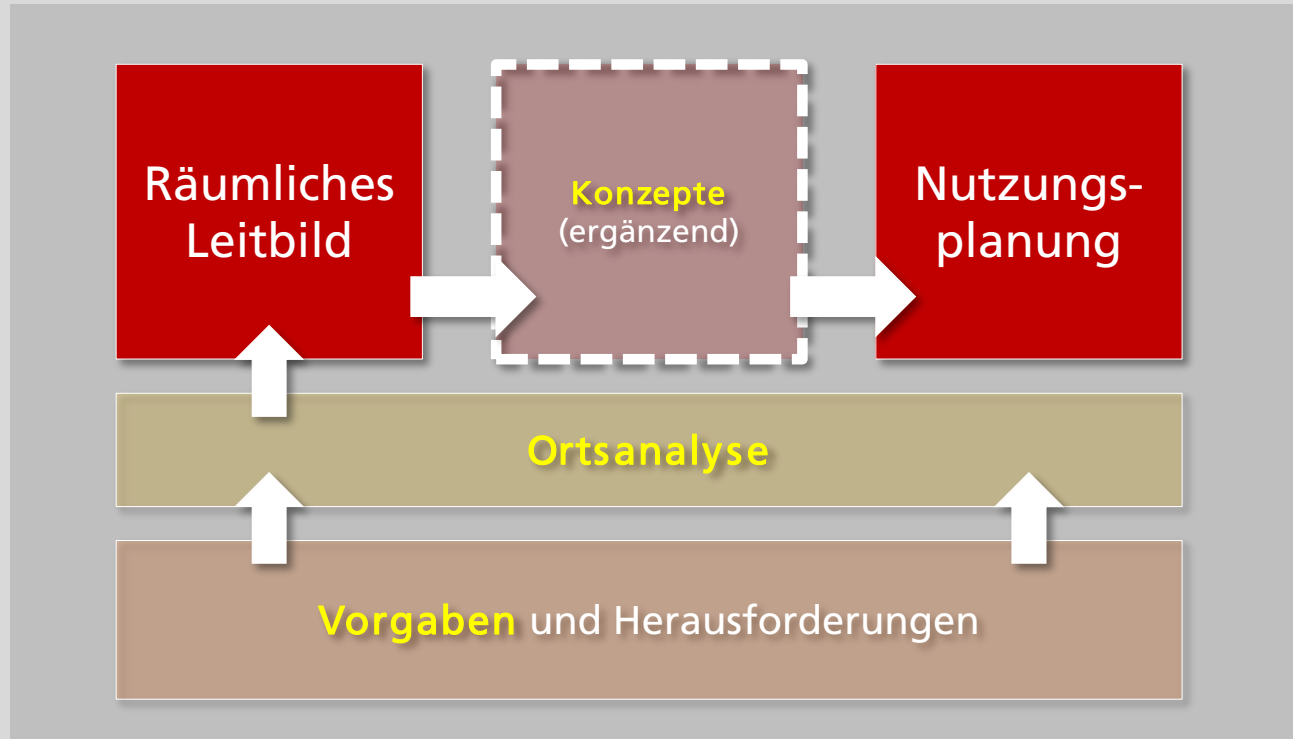 Räumliches
Leitbild
Konzepte
(ergänzend)
Nutzungs-
planung
Ortsanalyse
Vorgaben und Herausforderungen